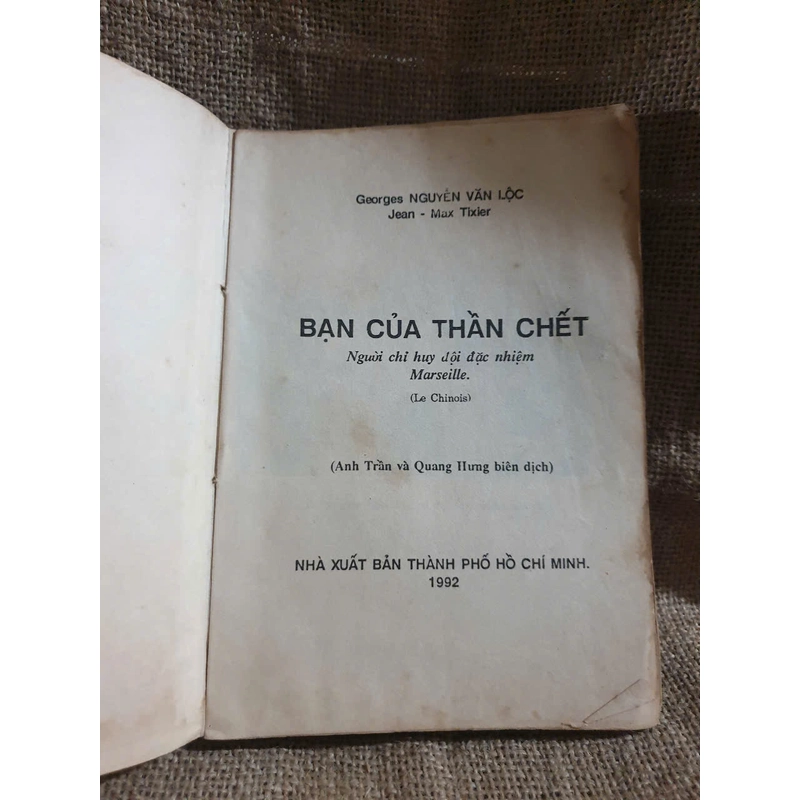 Georges NGUYỄN VĂN LỘC
Jean - Max Tixier
BẠN CỦA THẦN CHẾT
Người chỉ huy đội đặc nhiệm
Marseille.
(Le Chinois)
(Anh Trần và Quang Hưng biên dịch)
NHÀ XUẤT BẢN THÀNH PHỐ HỒ CHÍ MINH.
1992